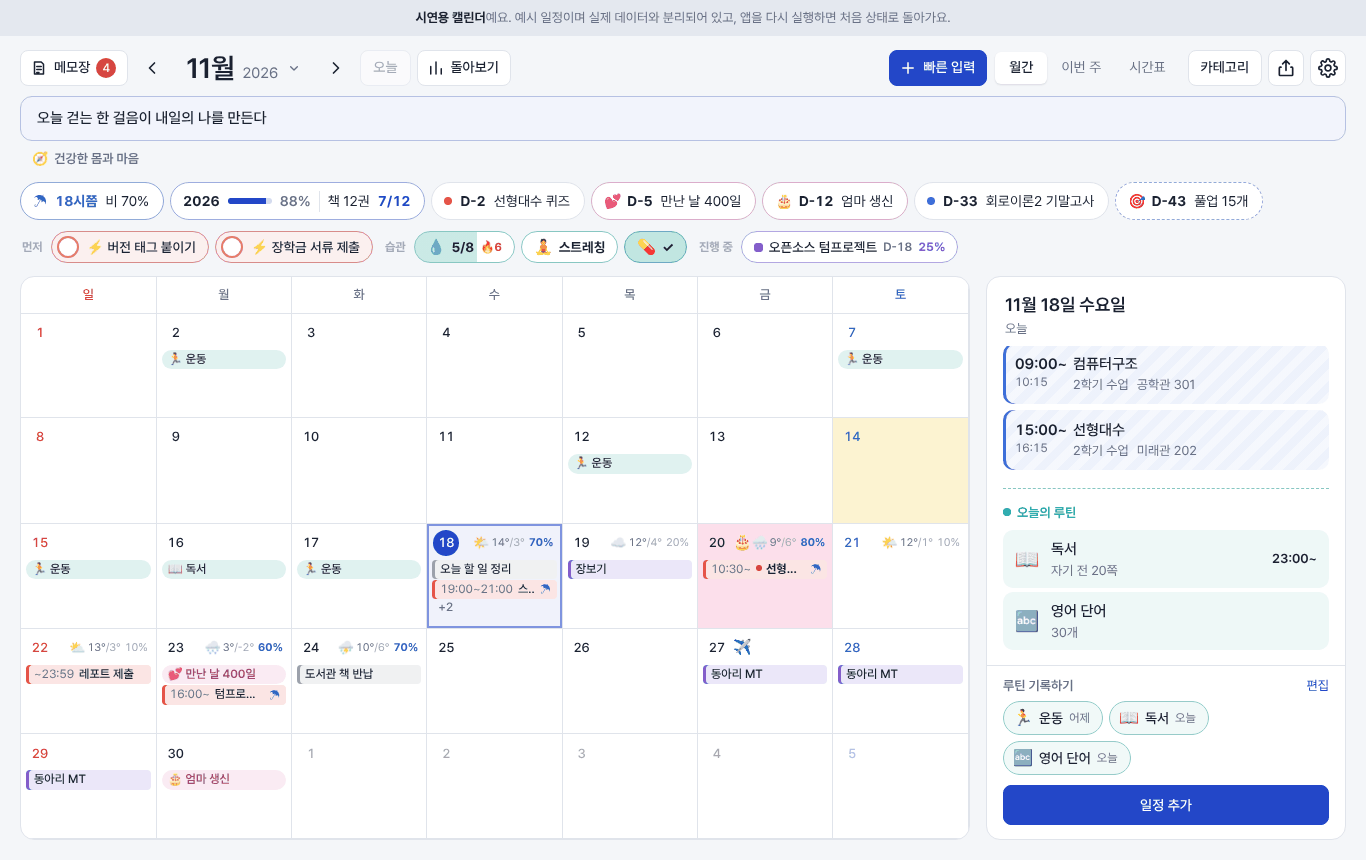 시연용 캘린더예요. 예시 일정이며 실제 데이터와 분리되어 있고, 앱을 다시 실행하면 처음 상태로 돌아가요.
메모장 4 11월 2026 오늘 돌아보기 빠른 입력 월간 이번 주 시간표 카테고리
오늘 걷는 한 걸음이 내일의 나를 만든다
건강한 몸과 마음
18시쯤 비 70% 2026 88% 책 12권 7/12 D-2 선형대수 퀴즈 D-5 만난 날 400일 D-12 엄마 생신 D-33 회로이론2 기말고사 D-43 풀업 15개
먼저 버전 태그 붙이기 장학금 서류 제출 습관 5/8 6 스트레칭 진행 중 오픈소스 텀프로젝트 D-18 25%
일 월 화 수 목 금 토
1 2 3 4 5 6 7
운동 운동
8 9 10 11 12 13 14
운동
15 16 17 18 14°/3° 70% 19 12°/4° 20% 20 9°/6° 80% 21 12°/1° 10%
운동 독서 운동 오늘 할 일 정리 장보기 10:30~ 선형...
19:00~21:00 스..
+2
22 13°/3° 10% 23 3°/-2° 60% 24 10°/6° 70% 25 26 27 28
~23:59 레포트 제출 만난 날 400일 도서관 책 반납 동아리 MT 동아리 MT
16:00~ 텀프로...
29 30 1 2 3 4 5
동아리 MT 엄마 생신
11월 18일 수요일
오늘
09:00~ 컴퓨터구조
10:15 2학기 수업 공학관 301
15:00~ 선형대수
16:15 2학기 수업 미래관 202
오늘의 루틴
독서 23:00~
자기 전 20쪽
abc 영어 단어
30개
루틴 기록하기 편집
운동 어제 독서 오늘
abc 영어 단어 오늘
일정 추가